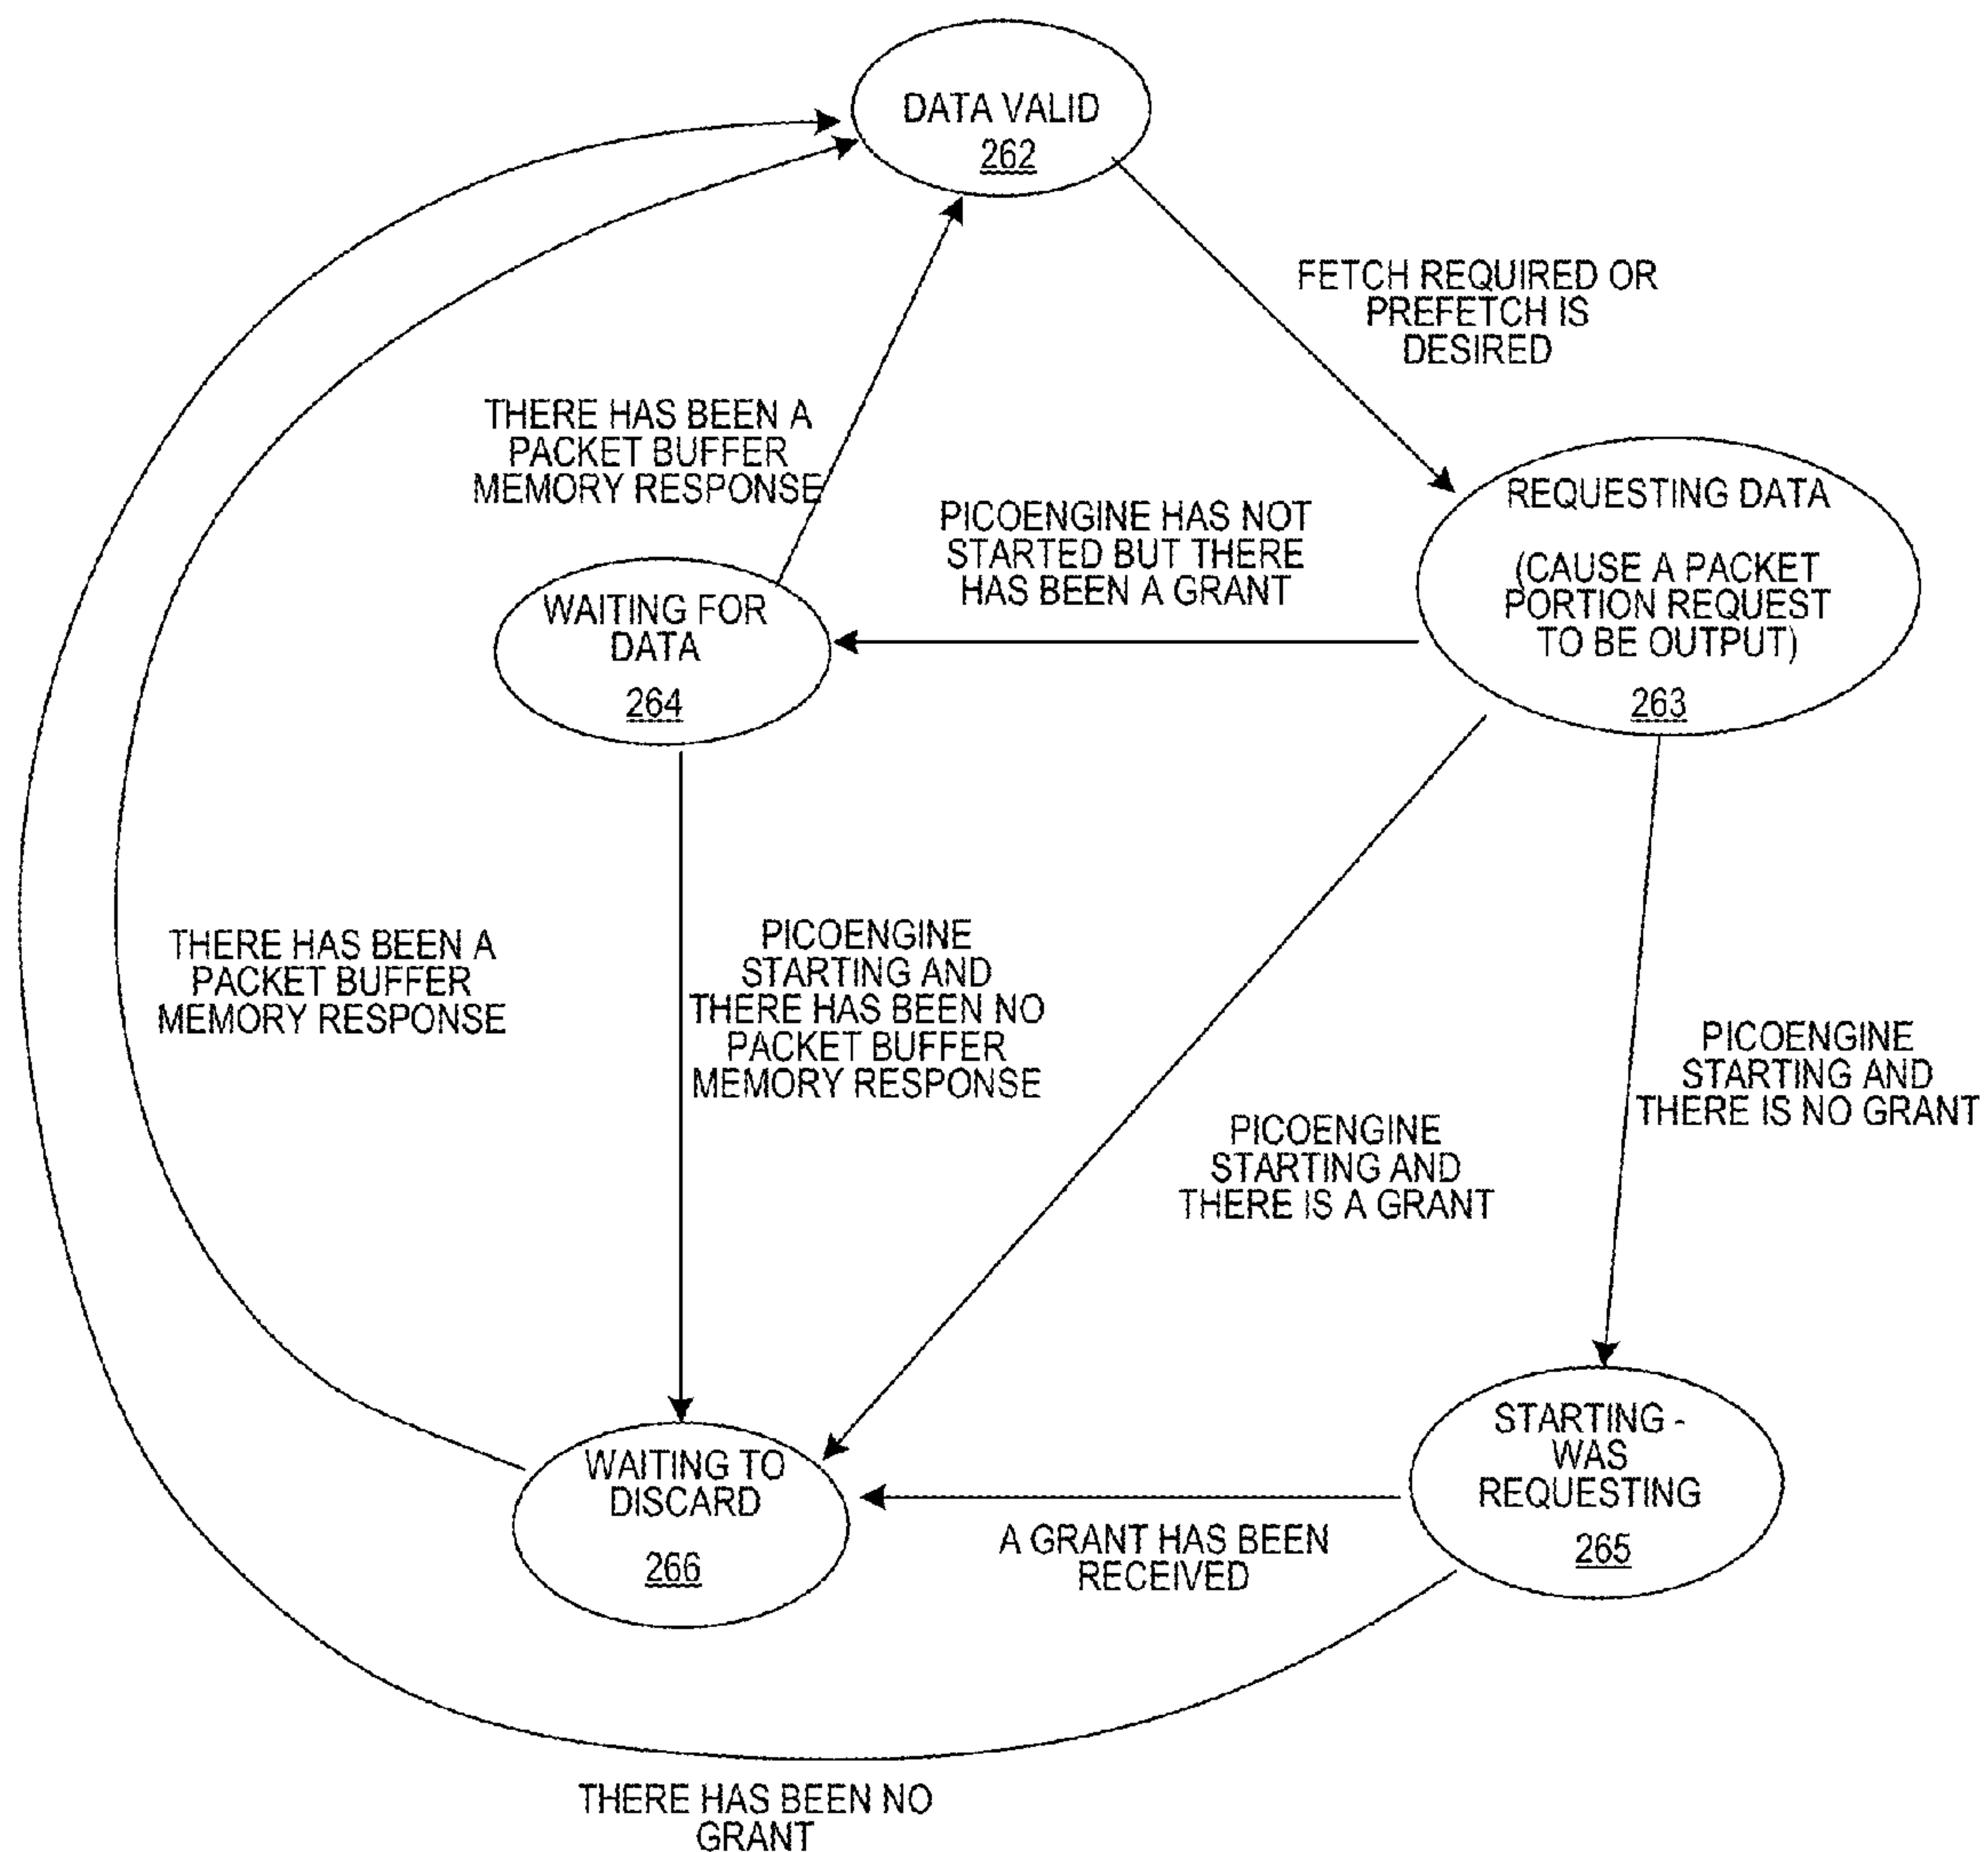 DATA VALID
262
FETCH REQUIRED OR
PREFETCH IS
DESIRED
THERE HAS BEEN A
PACKET BUFFER
MEMORY RESPONSE
PICOENGINE HAS NOT
STARTED BUT THERE
HAS BEEN A GRANT
REQUESTING DATA
(CAUSE A PACKET
PORTION REQUEST
TO BE OUTPUT)
263
WAITING FOR
DATA
264
THERE HAS BEEN A
PACKET BUFFER
MEMORY RESPONSE
PICOENGINE
STARTING AND
THERE HAS BEEN NO
PACKET BUFFER
MEMORY RESPONSE
PICOENGINE
STARTING AND
THERE IS A GRANT
PICOENGINE
STARTING AND
THERE IS NO GRANT
WAITING TO
DISCARD
266
A GRANT HAS BEEN
RECEIVED
STARTING -
WAS
REQUESTING
265
THERE HAS BEEN NO
GRANT